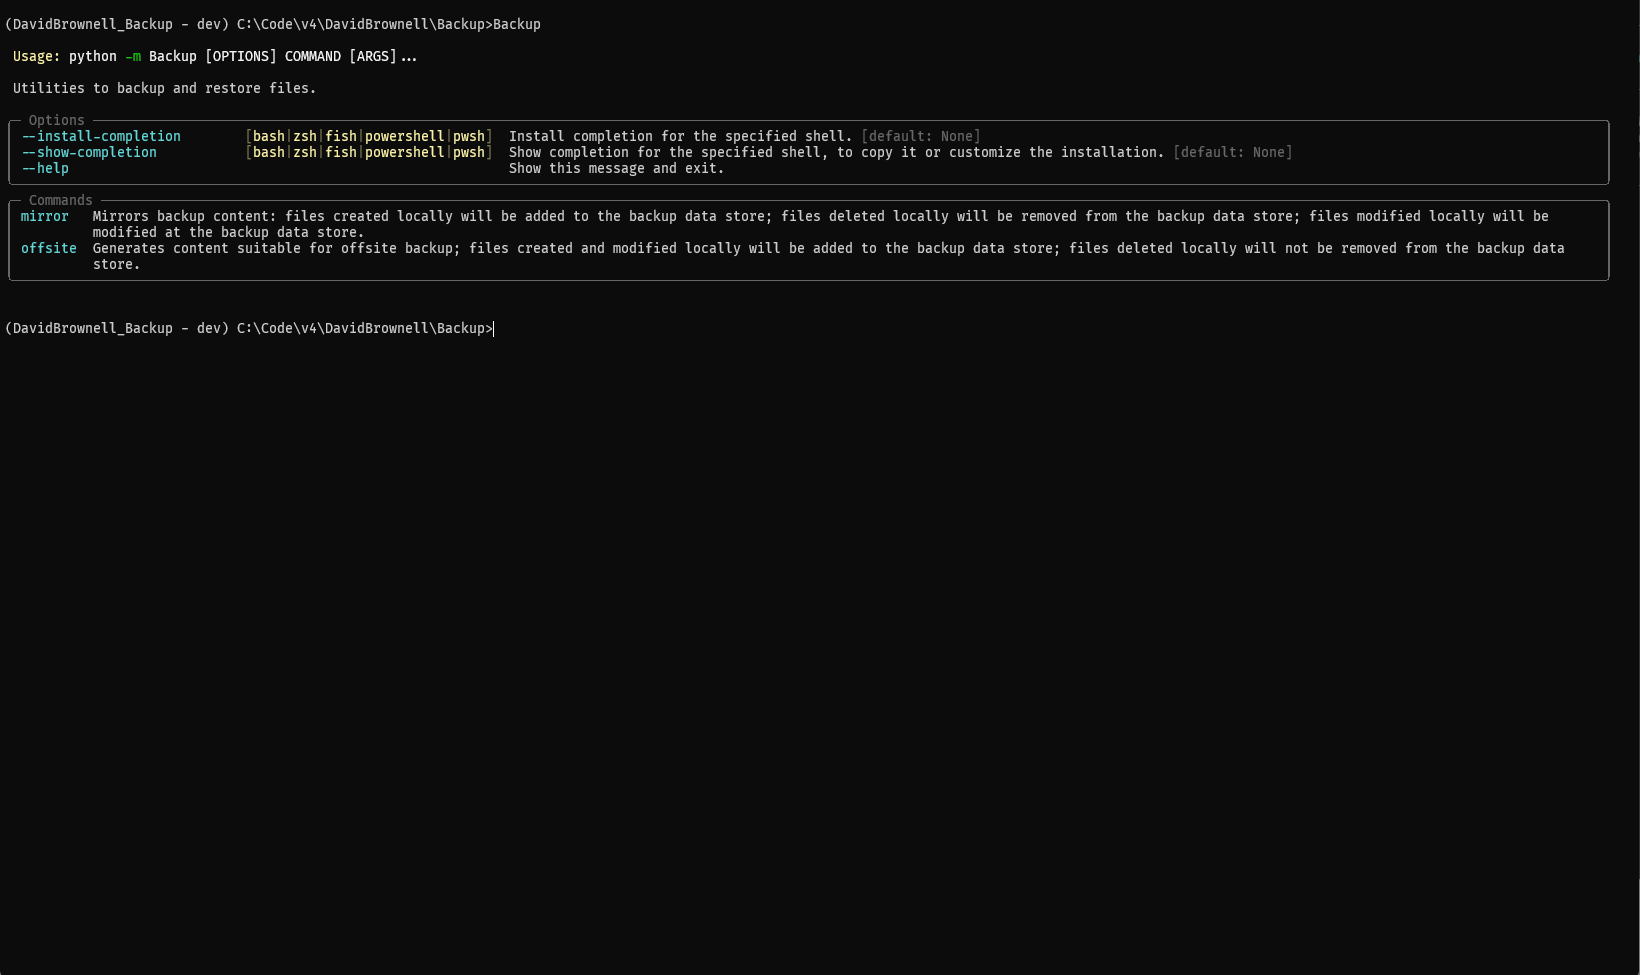 (DavidBrownell_Backup - dev) C:\Code\v4\DavidBrownell\Backup>Backup
Usage: python -m Backup [OPTIONS] COMMAND [ARGS]...
Utilities to backup and restore files.
Options
--install-completion [bash|zsh|fish|powershell|pwsh] Install completion for the specified shell. [default: None]
--show-completion [bash|zsh|fish|powershell|pwsh] Show completion for the specified shell, to copy it or customize the installation. [default: None]
--help Show this message and exit.
Commands
mirror Mirrors backup content: files created locally will be added to the backup data store; files deleted locally will be removed from the backup data store; files modified locally will be
modified at the backup data store.
offsite Generates content suitable for offsite backup; files created and modified locally will be added to the backup data store; files deleted locally will not be removed from the backup data
store.
(DavidBrownell_Backup - dev) C:\Code\v4\DavidBrownell\Backup>